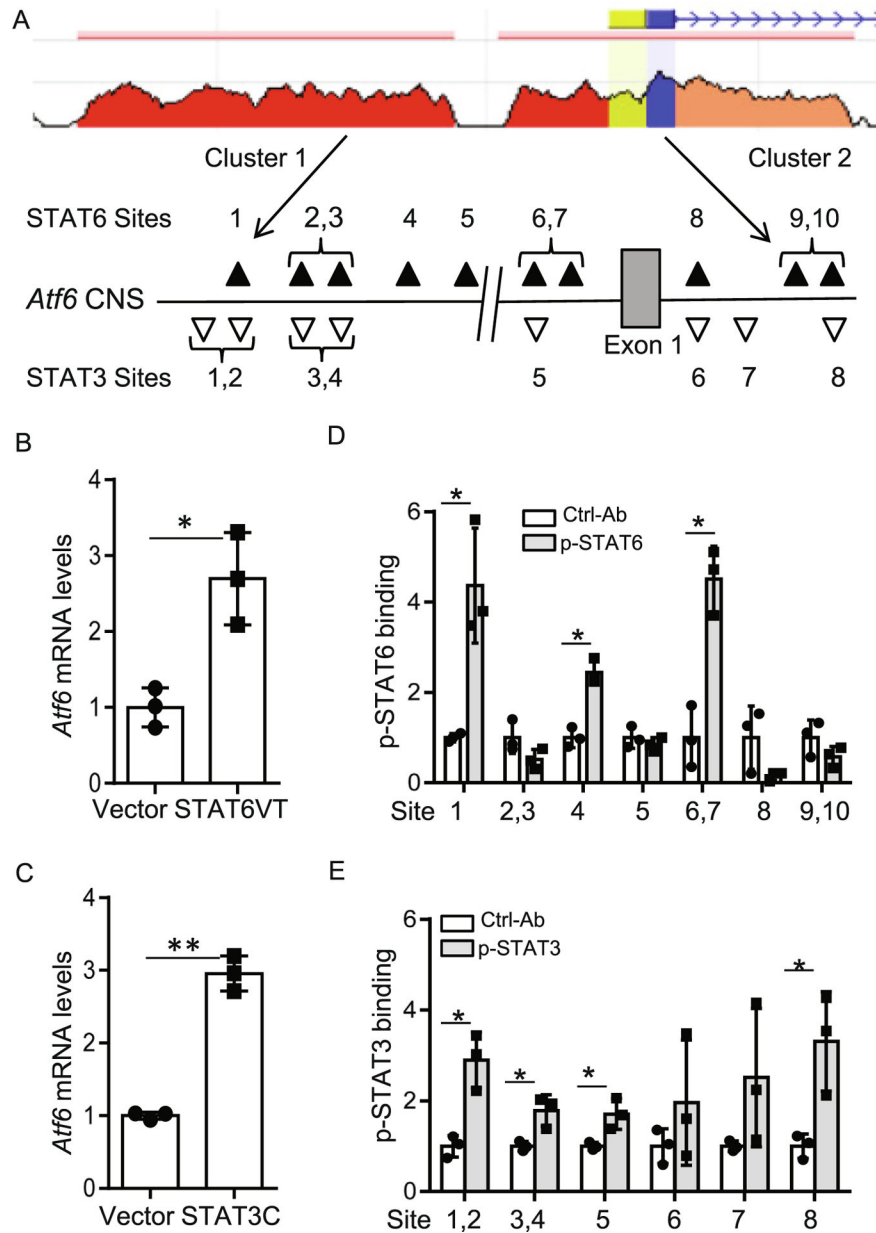 A
Cluster 1
Cluster 2
STAT6 Sites 1 2,3 4 5 6,7 8 9,10
Atf6 CNS
Exon 1
STAT3 Sites 1,2 3,4 5 6 7 8
B
Atf6 mRNA levels
4
3
2
1
0
*
Vector STAT6VT
D
p-STAT6 binding
6
4
2
0
Ctrl-Ab
p-STAT6
* * *
Site 1 2,3 4 5 6,7 8 9,10
C
Atf6 mRNA levels
4
3
2
1
0
**
Vector STAT3C
E
p-STAT3 binding
6
4
2
0
Ctrl-Ab
p-STAT3
* * * *
Site 1,2 3,4 5 6 7 8